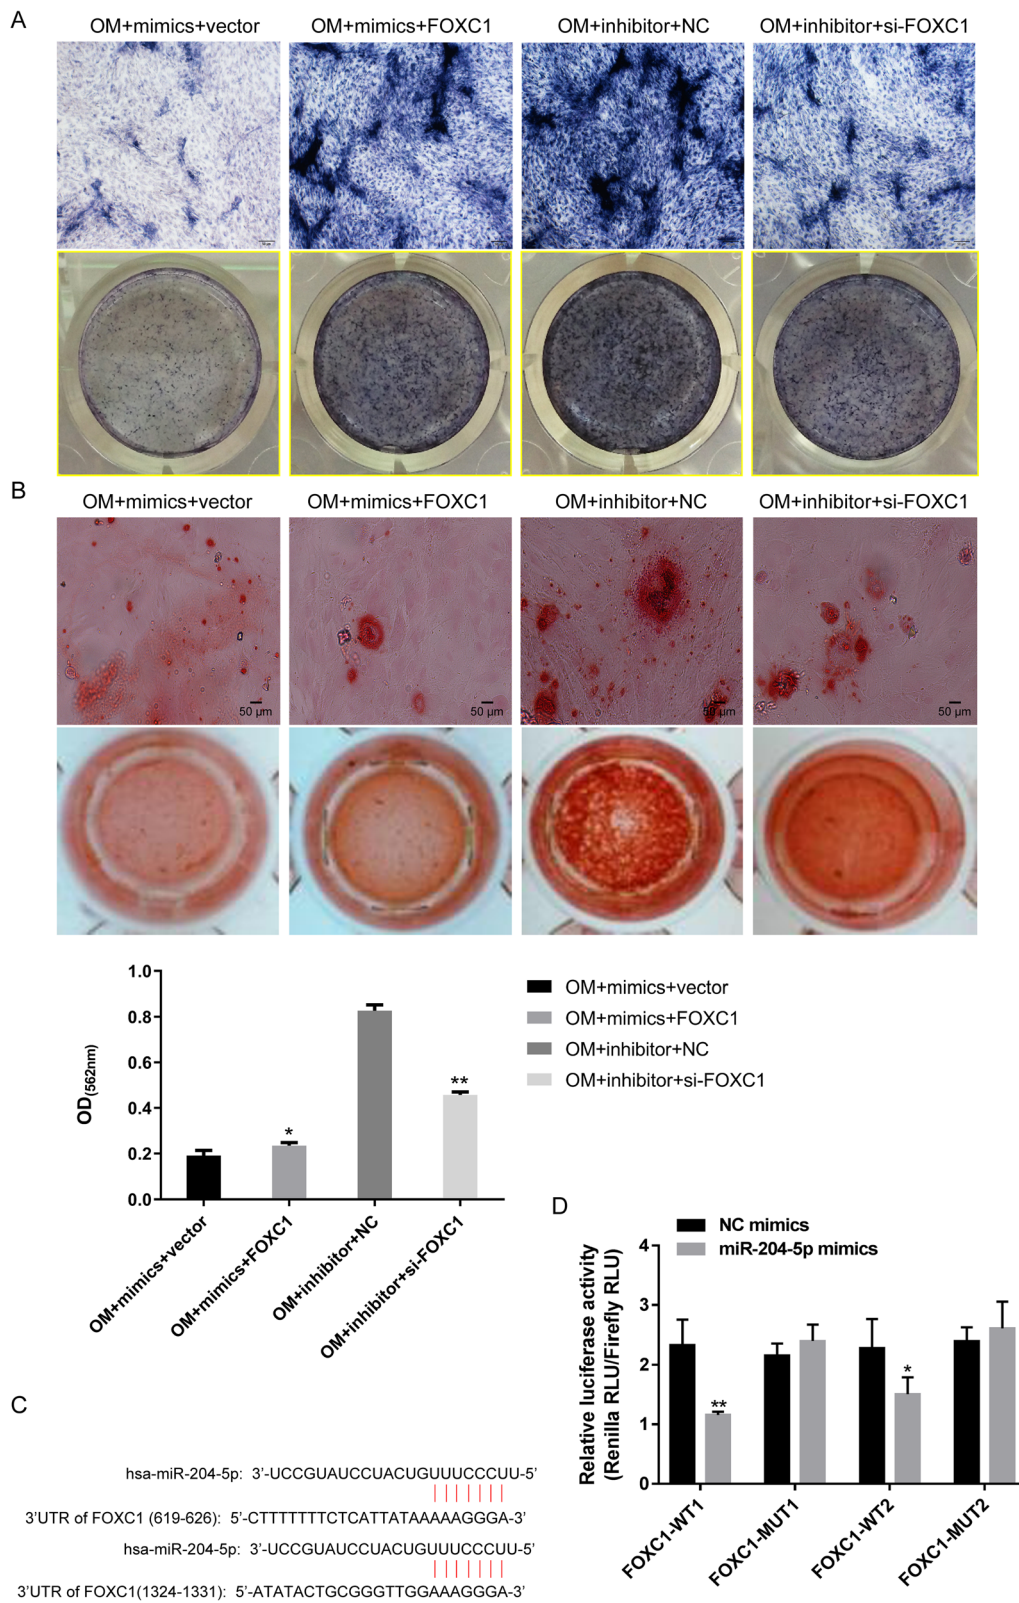 A
OM+mimics+vector
OM+mimics+FOXC1
OM+inhibitor+NC
OM+inhibitor+si-FOXC1
B
OM+mimics+vector
OM+mimics+FOXC1
OM+inhibitor+NC
OM+inhibitor+si-FOXC1
50 µm
50 µm
50 µm
50 µm
OD(562nm)
1.0
0.8
0.6
0.4
0.2
0.0
*
**
OM+mimics+vector
OM+mimics+FOXC1
OM+inhibitor+NC
OM+inhibitor+si-FOXC1
OM+mimics+vector
OM+mimics+FOXC1
OM+inhibitor+NC
OM+inhibitor+si-FOXC1
C
hsa-miR-204-5p: 3’-UCCGUAUCCUACUGUUUCCCUU-5’
3’UTR of FOXC1 (619-626): 5’-CTTTTTTTCTCATTATAAAAAGGGA-3’
hsa-miR-204-5p: 3’-UCCGUAUCCUACUGUUUCCCUU-5’
3’UTR of FOXC1(1324-1331): 5’-ATATACTGCGGGTTGGAAAGGGA-3’
D
NC mimics
miR-204-5p mimics
Relative luciferase activity
(Renilla RLU/Firefly RLU)
4
3
2
1
0
**
*
FOXC1-WT1
FOXC1-MUT1
FOXC1-WT2
FOXC1-MUT2